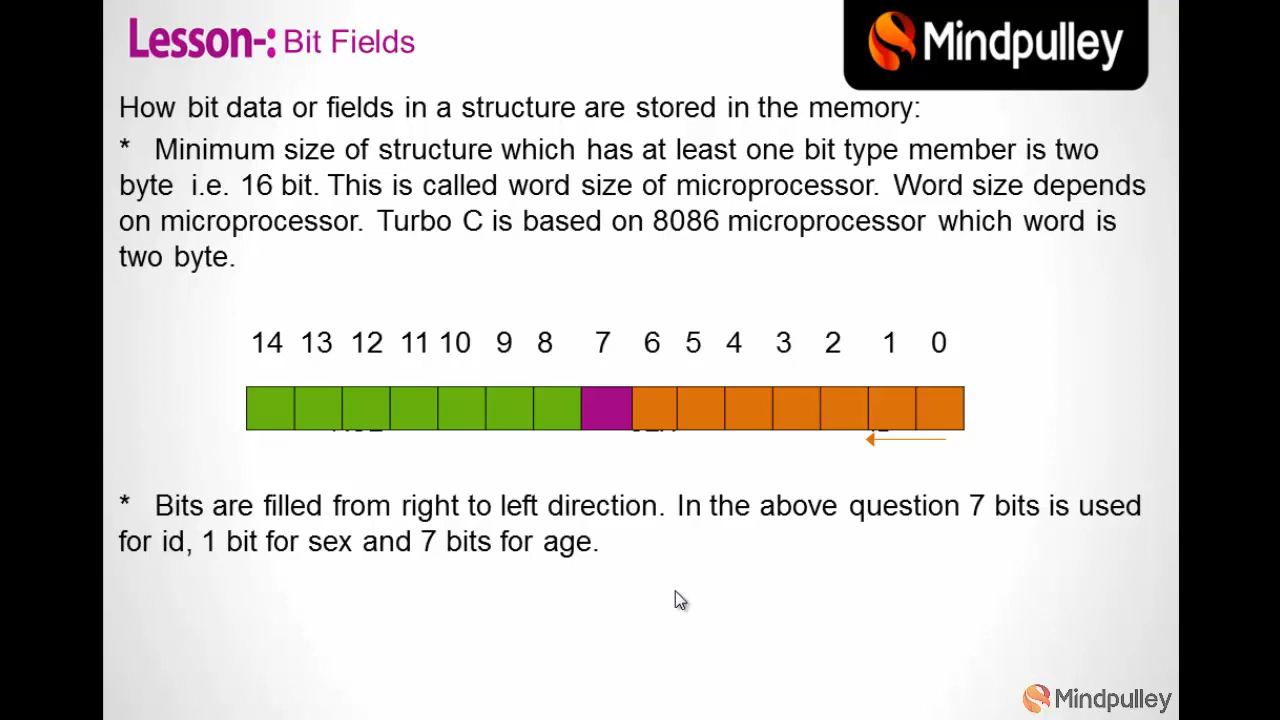 Lesson-: Bit Fields
Mindpulley
How bit data or fields in a structure are stored in the memory:
* Minimum size of structure which has at least one bit type member is two
byte i.e. 16 bit. This is called word size of microprocessor. Word size depends
on microprocessor. Turbo C is based on 8086 microprocessor which word is
two byte.
14 13 12 11 10 9 8 7 6 5 4 3 2 1 0
* Bits are filled from right to left direction. In the above question 7 bits is used
for id, 1 bit for sex and 7 bits for age.
Mindpulley